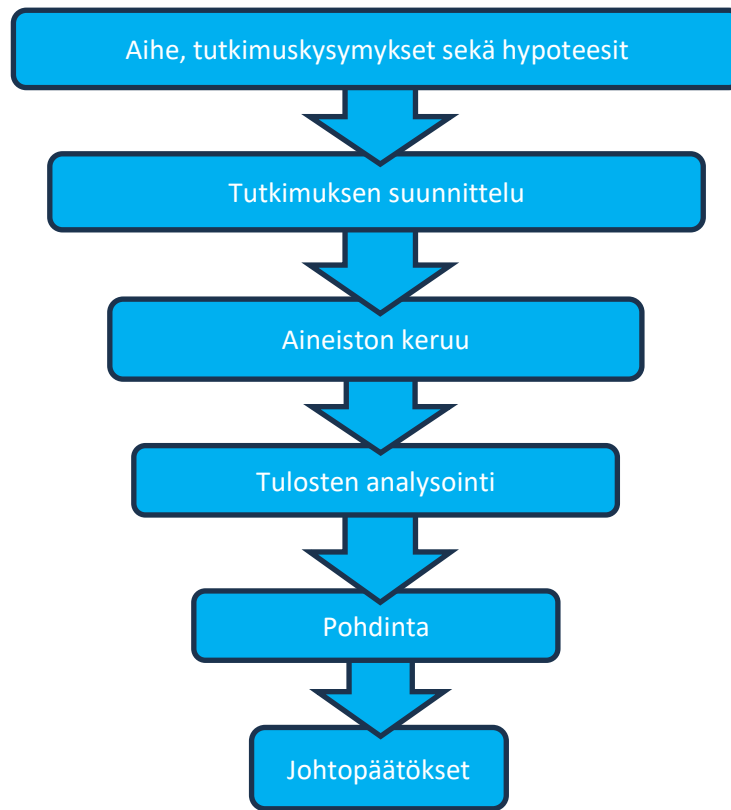 Aihe, tutkimuskysymykset sekä hypoteesit
Tutkimuksen suunnittelu
Aineiston keruu
Tulosten analysointi
Pohdinta
Johtopäätökset